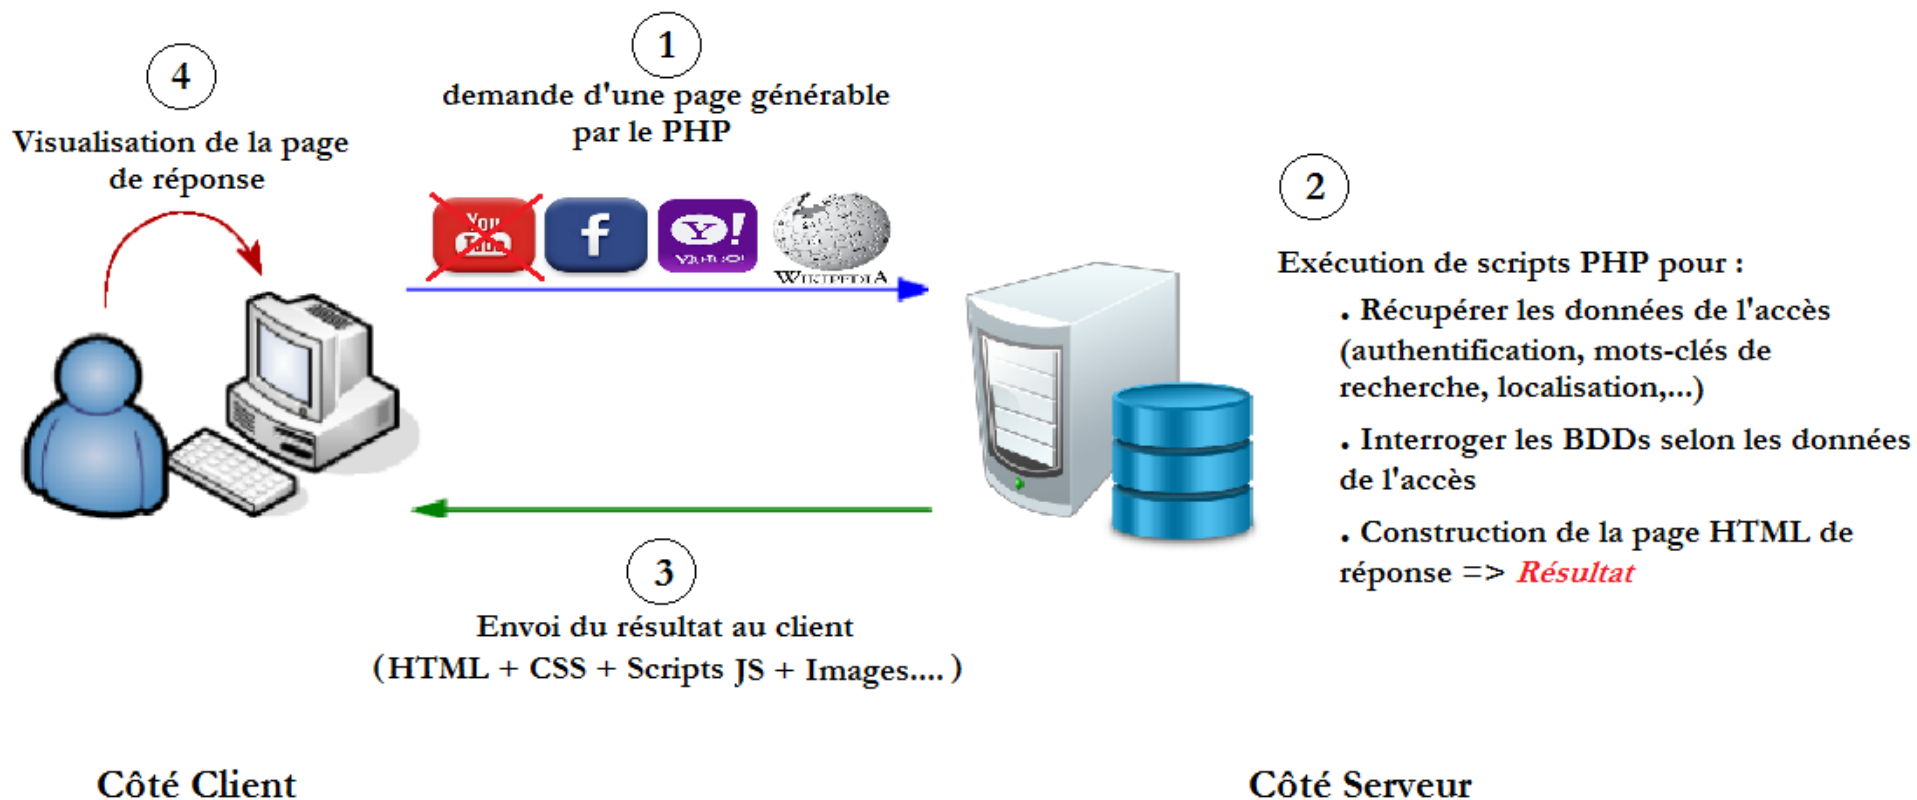 1
demande d'une page générable
par le PHP
4
Visualisation de la page
de réponse
You
Tube
f
Y!
YAHOO!
WIKIPEDIA
2
Exécution de scripts PHP pour :
. Récupérer les données de l'accès
(authentification, mots-clés de
recherche, localisation,...)
. Interroger les BDDs selon les données
de l'accès
. Construction de la page HTML de
réponse => Résultat
3
Envoi du résultat au client
(HTML + CSS + Scripts JS + Images....)
Côté Client
Côté Serveur